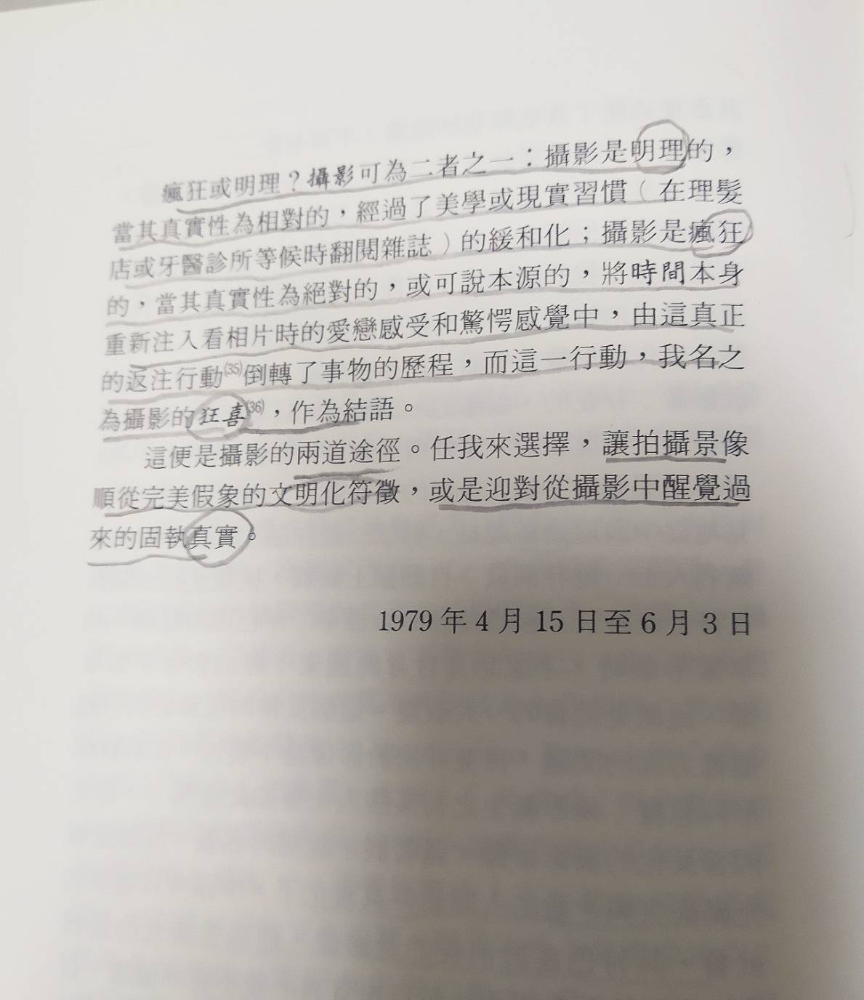 瘋狂或明理？攝影可為二者之一：攝影是明理的，
當其真實性為相對的，經過了美學或現實習慣（在理髮
店或牙醫診所等候時翻閱雜誌）的緩和化；攝影是瘋狂
的，當其真實性為絕對的，或可說本源的，將時間本身
重新注入看相片時的愛戀感受和驚愕感覺中，由這真正
的返注行動(35)倒轉了事物的歷程，而這一行動，我名之
為攝影的狂喜(36)，作為結語。
這便是攝影的兩道途徑。任我來選擇，讓拍攝景像
順從完美假象的文明化符徵，或是迎對從攝影中醒覺過
來的固執真實。
1979 年 4 月 15 日至 6 月 3 日